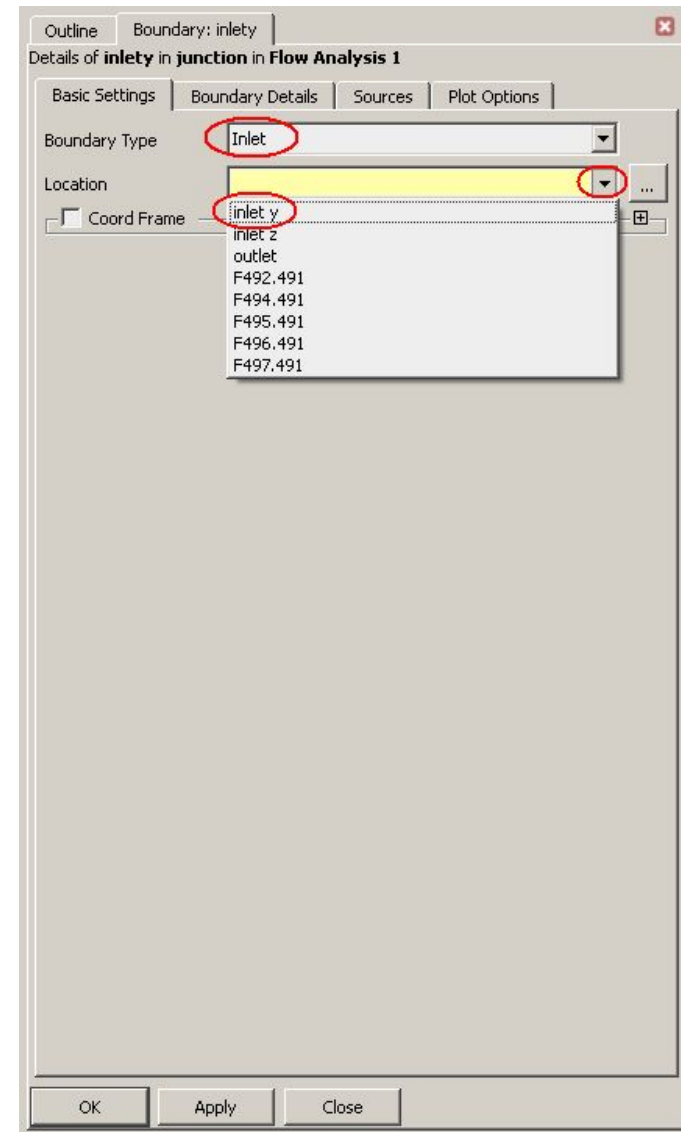 Outline Boundary: inlety
Details of inlety in junction in Flow Analysis 1
Basic Settings Boundary Details Sources Plot Options
Boundary Type Inlet
Location ...
Coord Frame
inlet y
inlet z
outlet
F492.491
F494.491
F495.491
F496.491
F497.491
OK Apply Close